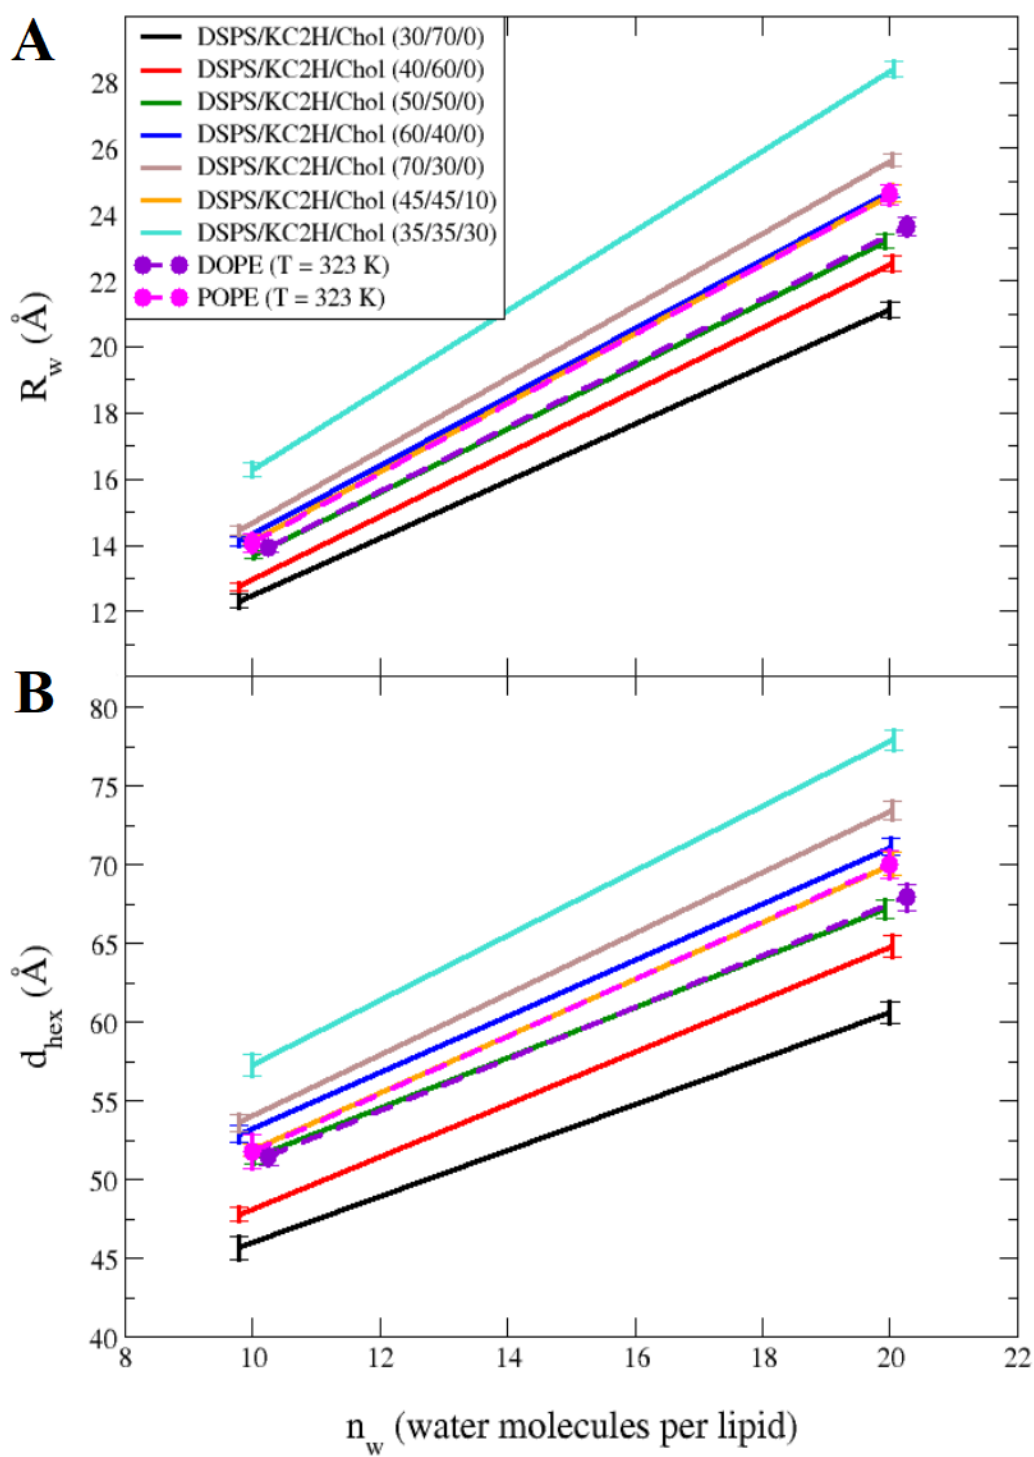 A
DSPS/KC2H/Chol (30/70/0)
DSPS/KC2H/Chol (40/60/0)
DSPS/KC2H/Chol (50/50/0)
DSPS/KC2H/Chol (60/40/0)
DSPS/KC2H/Chol (70/30/0)
DSPS/KC2H/Chol (45/45/10)
DSPS/KC2H/Chol (35/35/30)
DOPE (T = 323 K)
POPE (T = 323 K)
28
26
24
22
20
18
16
14
12
R_w (Å)
B
80
75
70
65
60
55
50
45
40
d_hex (Å)
8 10 12 14 16 18 20 22
n_w (water molecules per lipid)